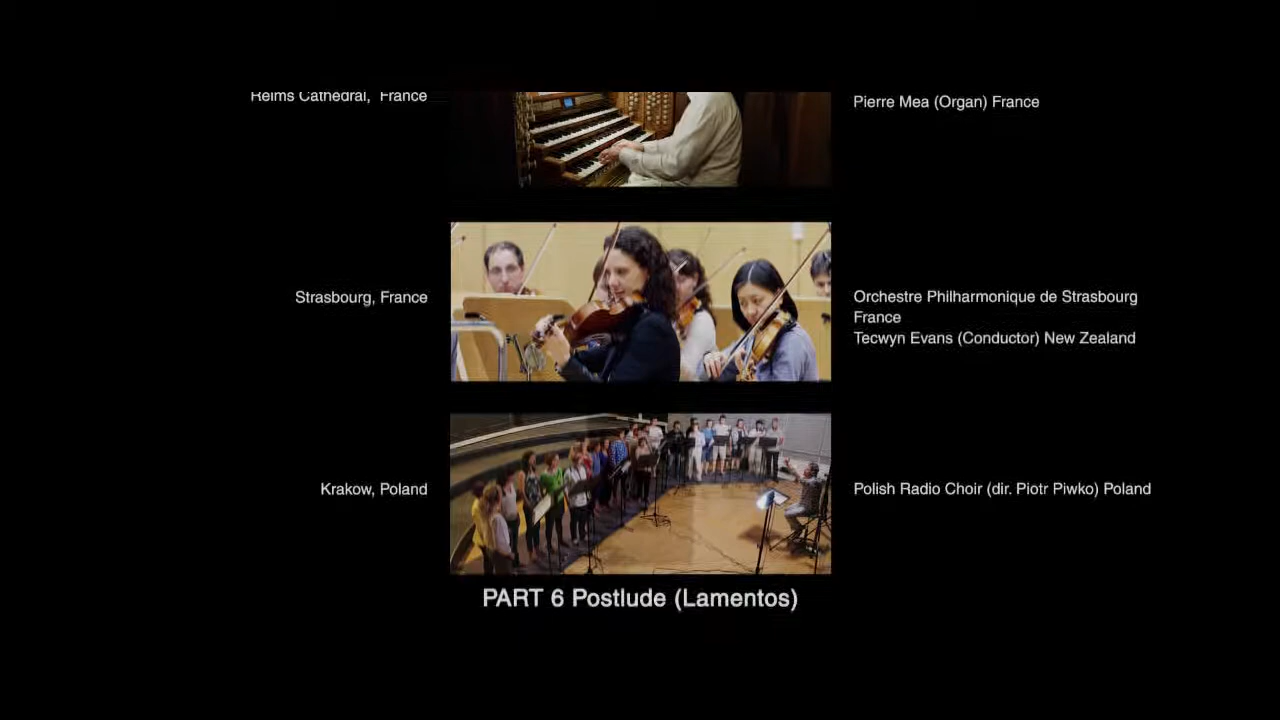 Reims Cathedral, France
Pierre Mea (Organ) France
Strasbourg, France
Orchestre Philharmonique de Strasbourg
France
Tecwyn Evans (Conductor) New Zealand
Krakow, Poland
Polish Radio Choir (dir. Piotr Piwko) Poland
PART 6 Postlude (Lamentos)